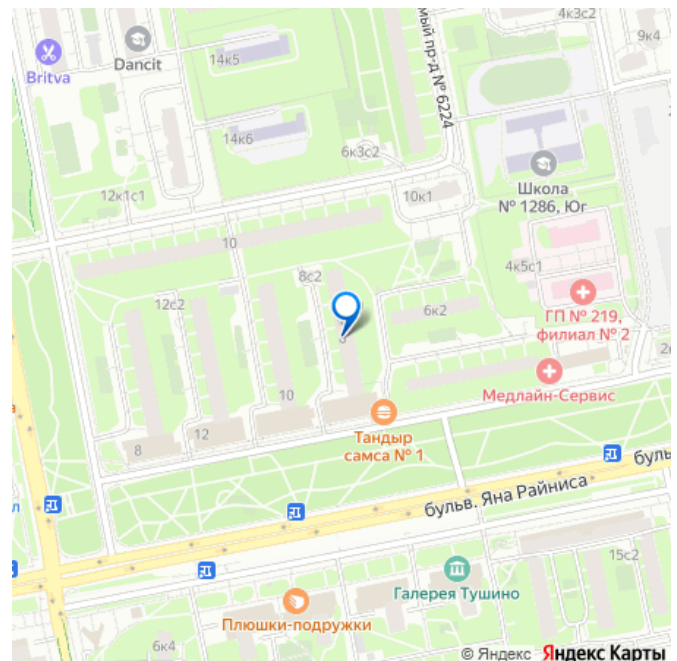 4к3с2
9к4
Dancit
Britva
14к5
мый пр-д № 6224
14к6
6к3с2
Школа
№ 1286, Юг
12к1с1
10к1
10
4к5с1
8с2
12с2
6к2
ГП № 219,
филиал № 2
10
Медлайн-Сервис
8
12
Тандыр
самса № 1
буль
бульв. Яна Райниса
15с2
Галерея Тушино
Плюшки-подружки
6к4
© Яндекс Яндекс Карты